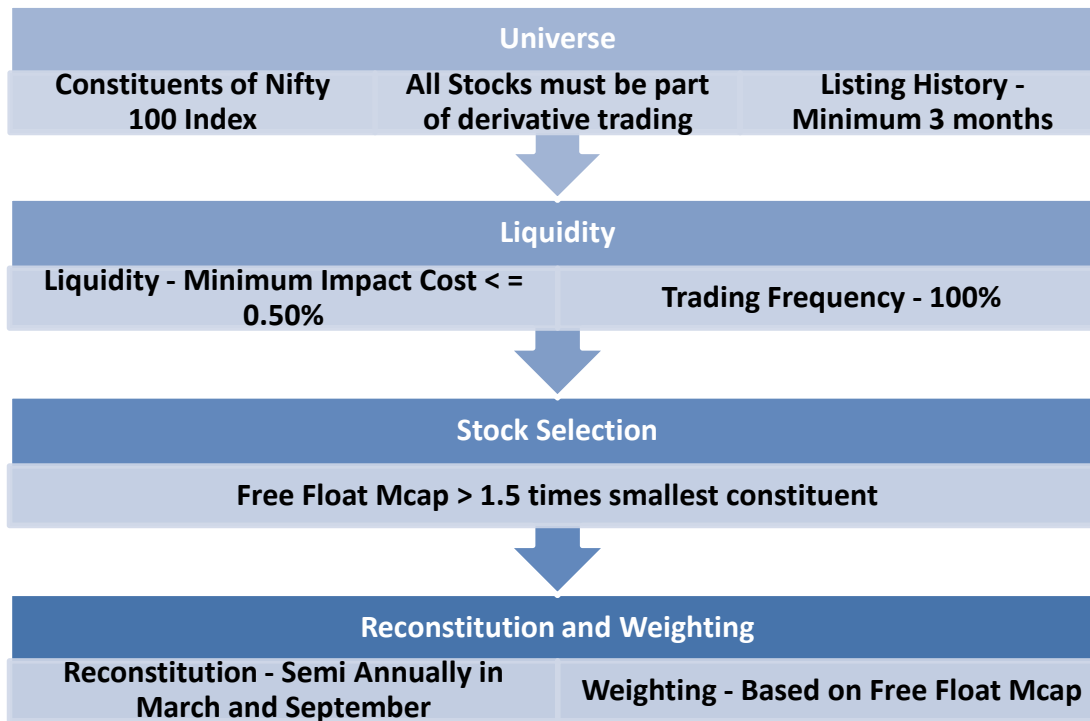 Universe
Constituents of Nifty
100 Index
All Stocks must be part
of derivative trading
Listing History -
Minimum 3 months
Liquidity
Liquidity - Minimum Impact Cost < =
0.50%
Trading Frequency - 100%
Stock Selection
Free Float Mcap > 1.5 times smallest constituent
Reconstitution and Weighting
Reconstitution - Semi Annually in
March and September
Weighting - Based on Free Float Mcap